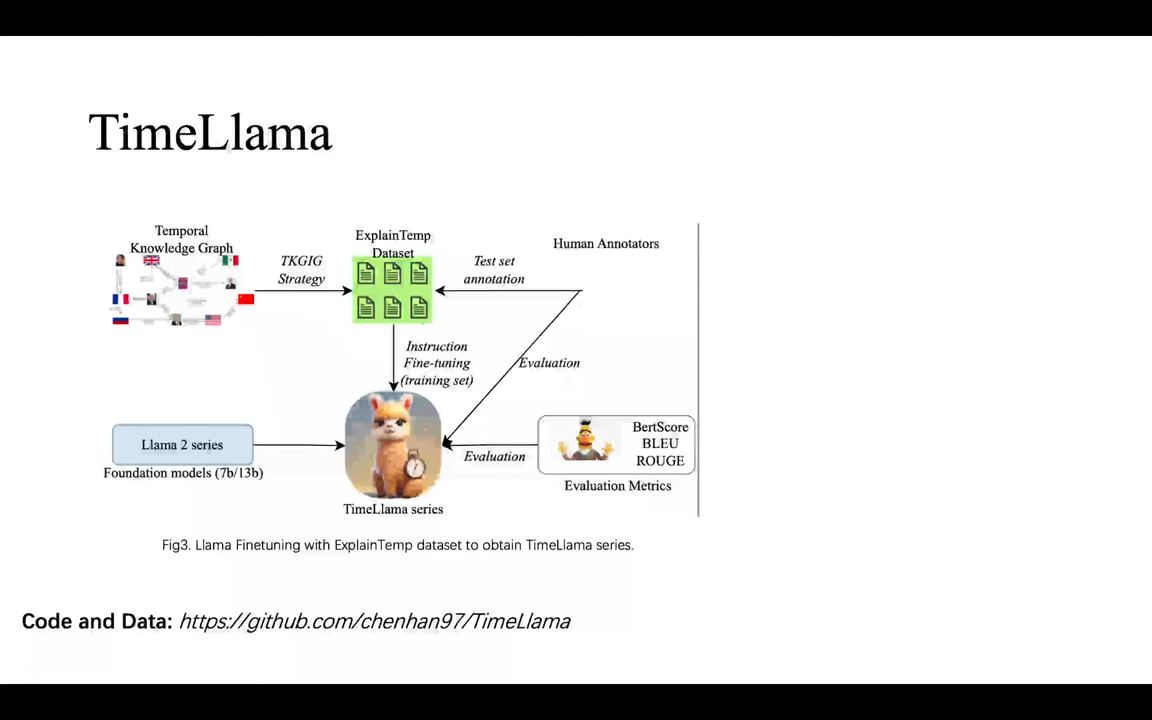 TimeLlama
Temporal
Knowledge Graph
TKGIG
Strategy
ExplainTemp
Dataset
Test set
annotation
Human Annotators
Instruction
Fine-tuning
(training set)
Evaluation
Llama 2 series
Foundation models (7b/13b)
TimeLlama series
Evaluation
BertScore
BLEU
ROUGE
Evaluation Metrics
Fig3. Llama Finetuning with ExplainTemp dataset to obtain TimeLlama series.
Code and Data: https://github.com/chenhan97/TimeLlama